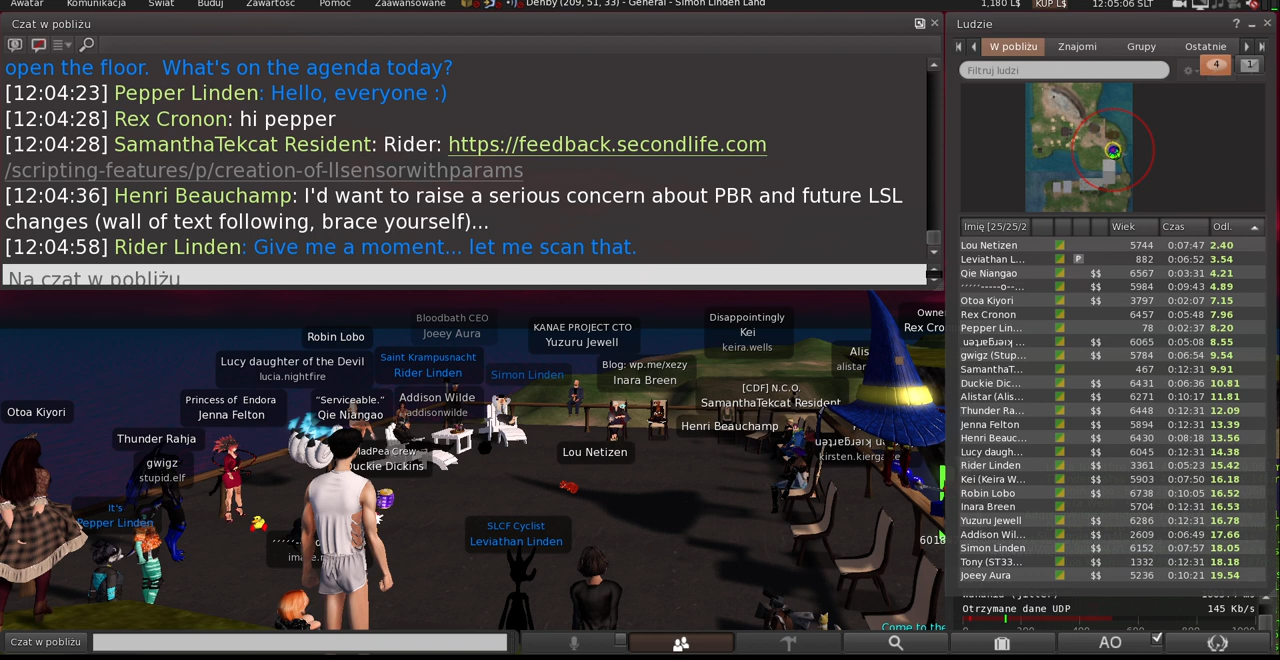 Awatar Komunikacja Świat Buduj Zawartość Pomoc Zaawansowane Denby (209, 51, 33) - General - Simon Linden Land 1,180 L$ KUP L$ 12:05:06 SLT
Czat w pobliżu
open the floor. What's on the agenda today?
[12:04:23] Pepper Linden: Hello, everyone :)
[12:04:28] Rex Cronon: hi pepper
[12:04:28] SamanthaTekcat Resident: Rider: https://feedback.secondlife.com
/scripting-features/p/creation-of-llsensorwithparams
[12:04:36] Henri Beauchamp: I'd want to raise a serious concern about PBR and future LSL
changes (wall of text following, brace yourself)...
[12:04:58] Rider Linden: Give me a moment... let me scan that.
Na czat w pobliżu
Bloodbath CEO
Joeey Aura
Robin Lobo
KANAE PROJECT CTO
Yuzuru Jewell
Disappointingly
Kei
keira.wells
Owne
Rex Cro
Lucy daughter of the Devil
lucia.nightfire
Saint Krampusnacht
Rider Linden
Simon Linden
Blog: wp.me/xezy
Inara Breen
Alis
alistar
Princess of Endora
Jenna Felton
"Serviceable."
Qie Niangao
Addison Wilde
addisonwilde
[CDF] N.C.O.
SamanthaTekcat Resident
Otoa Kiyori
Henri Beauchamp
Thunder Rahja
gwigz
stupid.elf
ladPea Crew
Duckie Dickins
Lou Netizen
kirsten.kierga
It's
Pepper Linden
SLCF Cyclist
Leviathan Linden
6018
Come to the
Czat w pobliżu
AO
Ludzie
? _ ×
W pobliżu Znajomi Grupy Ostatnie
Filtruj ludzi 4 1
Imię [25/25/2 Wiek Czas Odl.
Lou Netizen 5744 0:07:47 2.40
Leviathan L... P 882 0:06:52 3.54
Qie Niangao $$ 6567 0:03:31 4.21
´´´´´-----o--... $$ 5984 0:09:43 4.89
Otoa Kiyori $$ 3797 0:02:07 7.15
Rex Cronon 6457 0:05:48 7.96
Pepper Lin... 78 0:02:37 8.20
$$ 6065 0:05:08 8.55
gwigz (Stup... $$ 5784 0:06:54 9.54
SamanthaT... 467 0:12:31 9.91
Duckie Dic... $$ 6431 0:06:36 10.81
Alistar (Alis... $$ 6271 0:10:17 11.81
Thunder Ra... $$ 6448 0:12:31 12.09
Jenna Felton $$ 5894 0:12:31 13.39
Henri Beauc... $$ 6430 0:08:18 13.56
Lucy daugh... $$ 6045 0:12:31 14.38
Rider Linden $$ 3361 0:05:23 15.42
Kei (Keira W... $$ 5903 0:07:50 16.18
Robin Lobo $$ 6738 0:10:05 16.52
Inara Breen 5704 0:12:31 16.53
Yuzuru Jewell $$ 6286 0:12:31 16.78
Addison Wil... $$ 2609 0:06:49 17.66
Simon Linden $$ 6152 0:07:57 18.05
Tony (ST33... $$ 1332 0:12:31 18.18
Joeey Aura $$ 5236 0:10:21 19.54
Otrzymane dane UDP 145 Kb/s